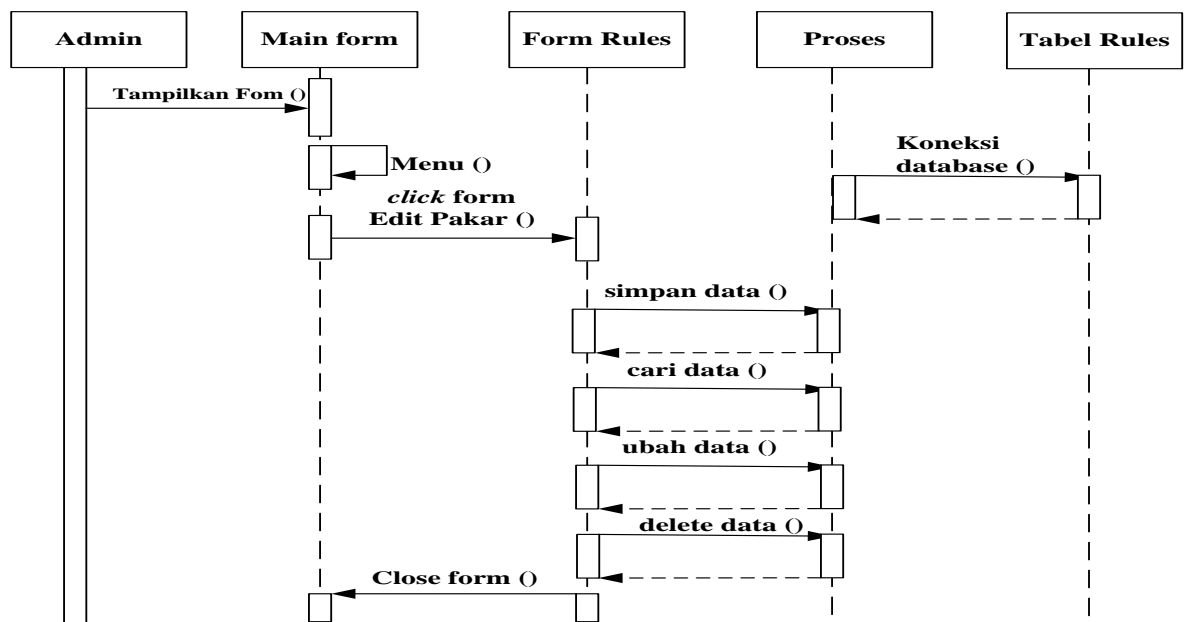 Admin
Main form
Form Rules
Proses
Tabel Rules
Tampilkan Fom ()
Menu ()
Koneksi
database ()
click form
Edit Pakar ()
simpan data ()
cari data ()
ubah data ()
delete data ()
Close form ()